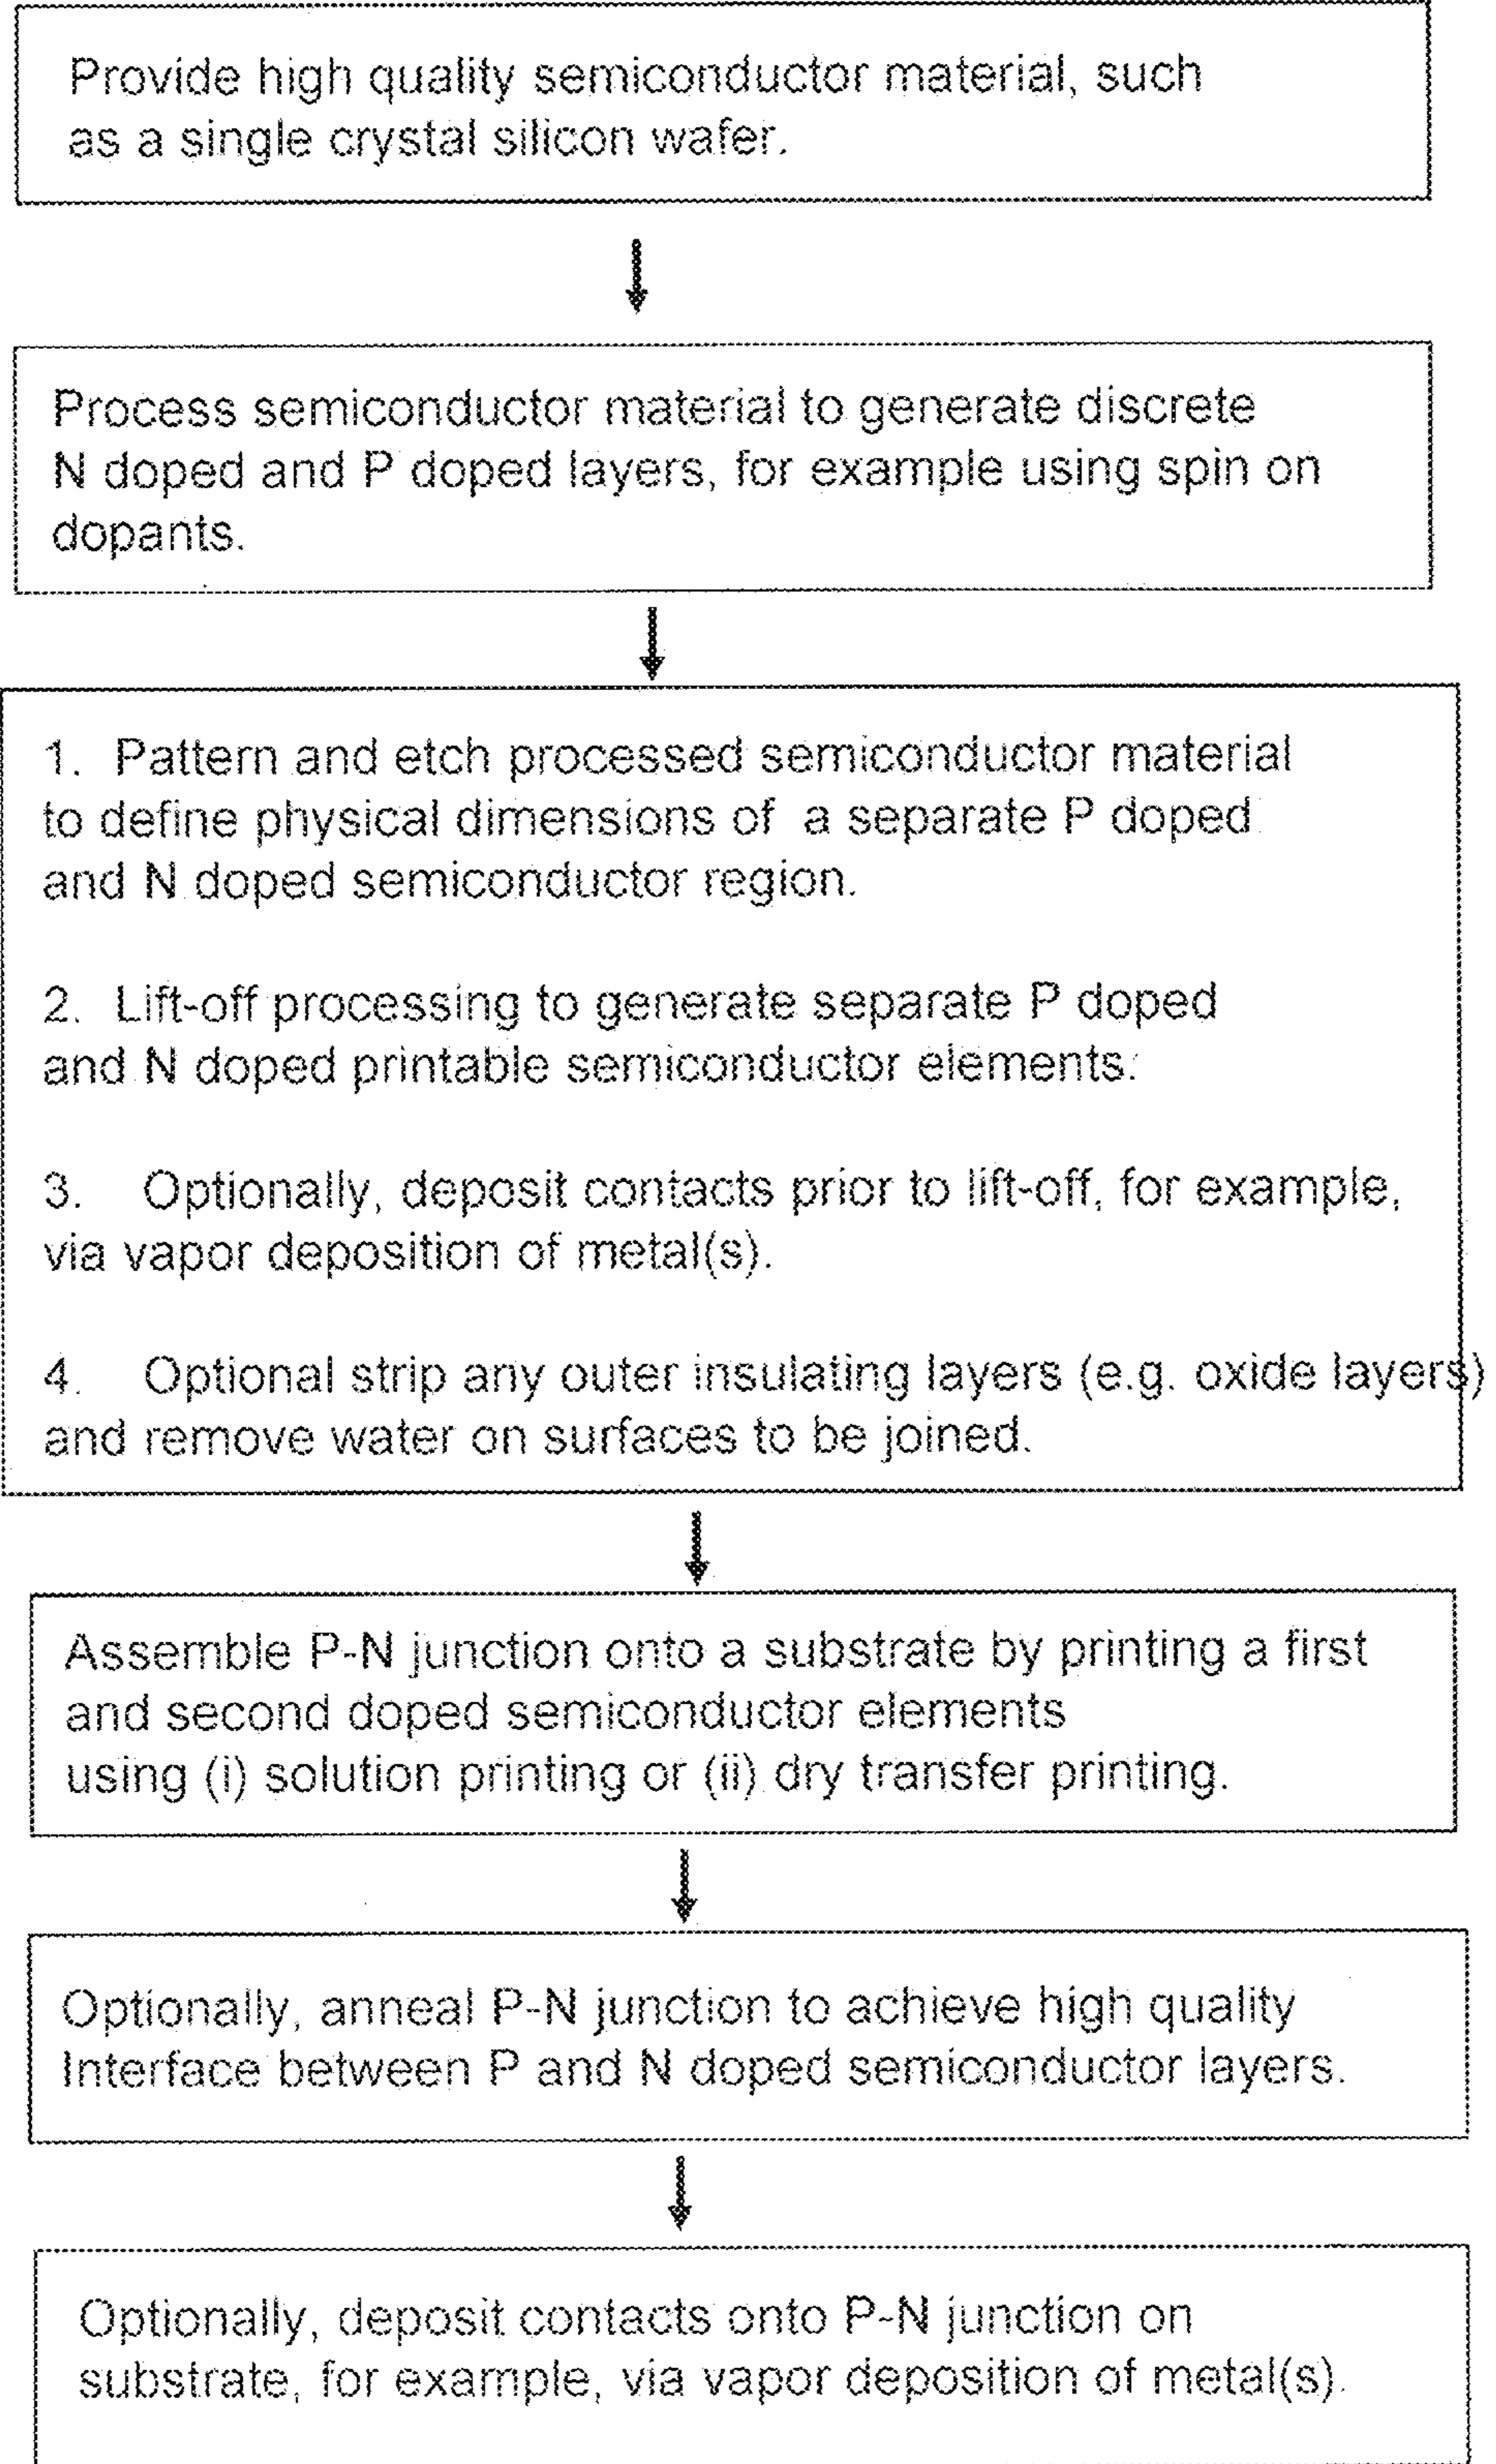 Provide high quality semiconductor material, such
as a single crystal silicon wafer.
Process semiconductor material to generate discrete
N doped and P doped layers, for example using spin on
dopants.
1. Pattern and etch processed semiconductor material
to define physical dimensions of a separate P doped
and N doped semiconductor region.
2. Lift-off processing to generate separate P doped
and N doped printable semiconductor elements.
3. Optionally, deposit contacts prior to lift-off, for example,
via vapor deposition of metal(s).
4. Optional strip any outer insulating layers (e.g. oxide layers)
and remove water on surfaces to be joined.
Assemble P-N junction onto a substrate by printing a first
and second doped semiconductor elements
using (i) solution printing or (ii) dry transfer printing.
Optionally, anneal P-N junction to achieve high quality
Interface between P and N doped semiconductor layers.
Optionally, deposit contacts onto P-N junction on
substrate, for example, via vapor deposition of metal(s).